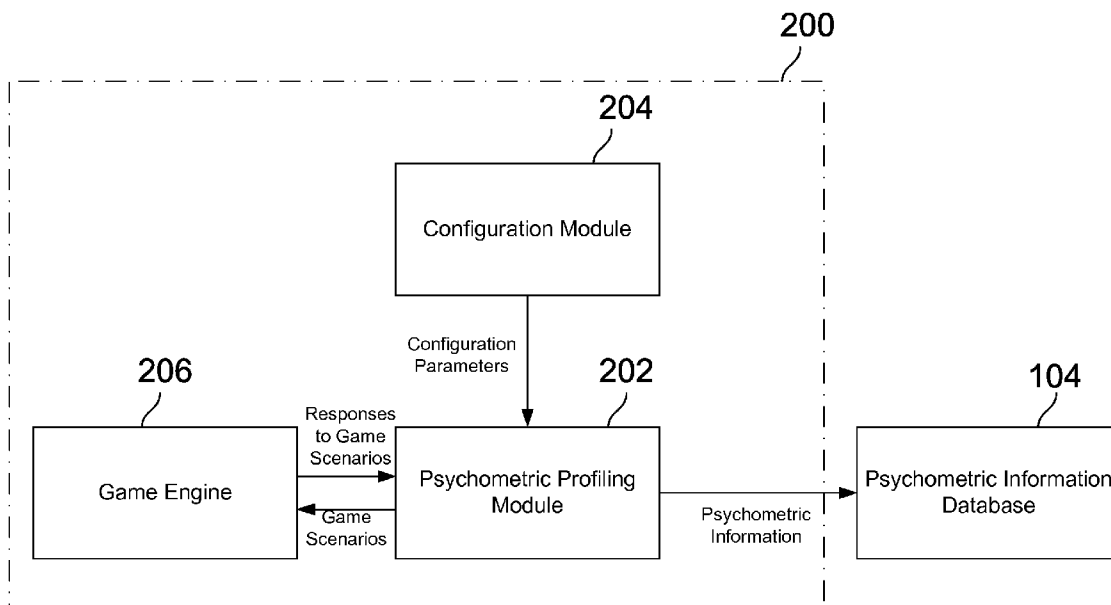 200
204
Configuration Module
Configuration
Parameters
206
202
104
Responses
to Game
Scenarios
Game Engine
Psychometric Profiling
Module
Psychometric Information
Database
Game
Scenarios
Psychometric
Information